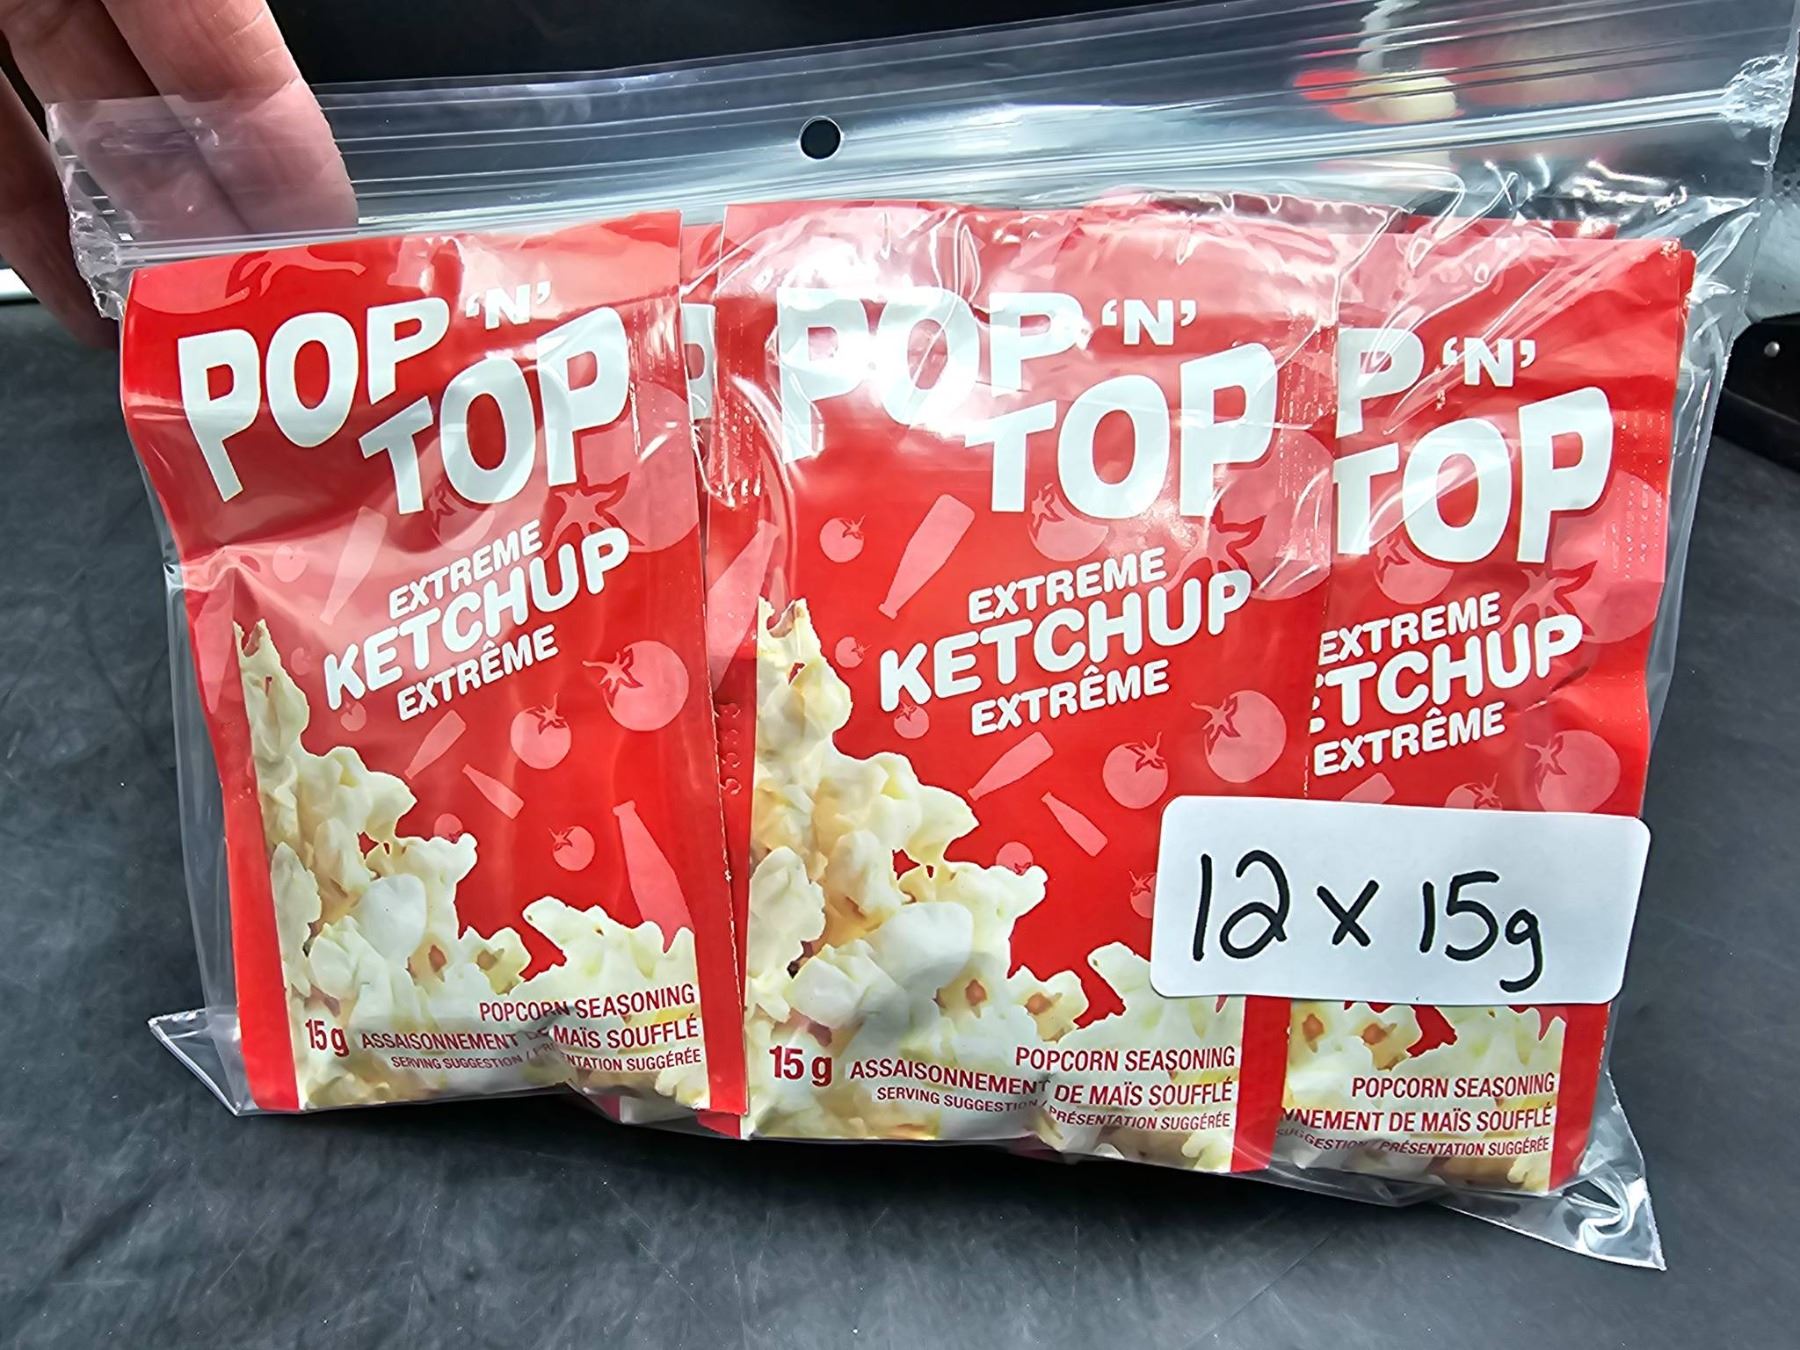 POP 'N'
TOP
EXTREME
KETCHUP
EXTRÊME
POPCORN SEASONING
15 g ASSAISONNEMENT DE MAÏS SOUFFLÉ
SERVING SUGGESTION / PRÉSENTATION SUGGÉRÉE
POP 'N'
TOP
EXTREME
KETCHUP
EXTRÊME
POPCORN SEASONING
15 g ASSAISONNEMENT DE MAÏS SOUFFLÉ
SERVING SUGGESTION / PRÉSENTATION SUGGÉRÉE
P 'N'
TOP
EXTREME
ETCHUP
EXTRÊME
12 x 15g
POPCORN SEASONING
NNEMENT DE MAÏS SOUFFLÉ
SUGGESTION / PRÉSENTATION SUGGÉRÉE